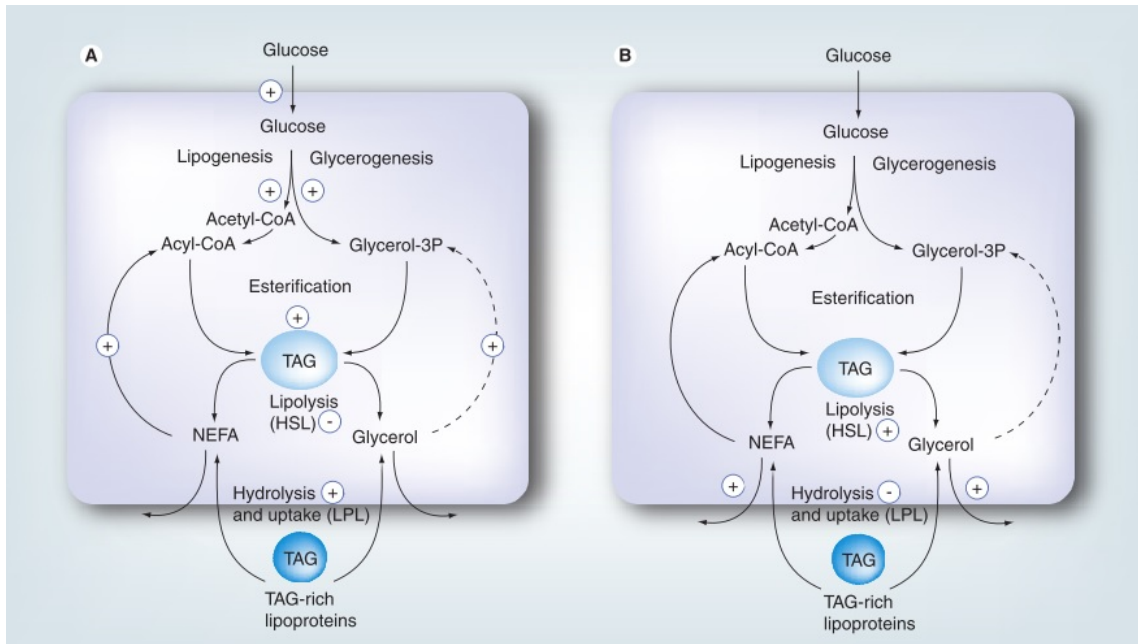 A
Glucose
+
Glucose
Lipogenesis
Glycerogenesis
+
+
Acetyl-CoA
Acyl-CoA
Glycerol-3P
Esterification
+
+
+
TAG
Lipolysis
(HSL) -
NEFA
Glycerol
Hydrolysis +
and uptake (LPL)
TAG
TAG-rich
lipoproteins
B
Glucose
Glucose
Lipogenesis
Glycerogenesis
Acetyl-CoA
Acyl-CoA
Glycerol-3P
Esterification
TAG
Lipolysis
(HSL) +
NEFA
Glycerol
+
Hydrolysis -
+
and uptake (LPL)
TAG
TAG-rich
lipoproteins